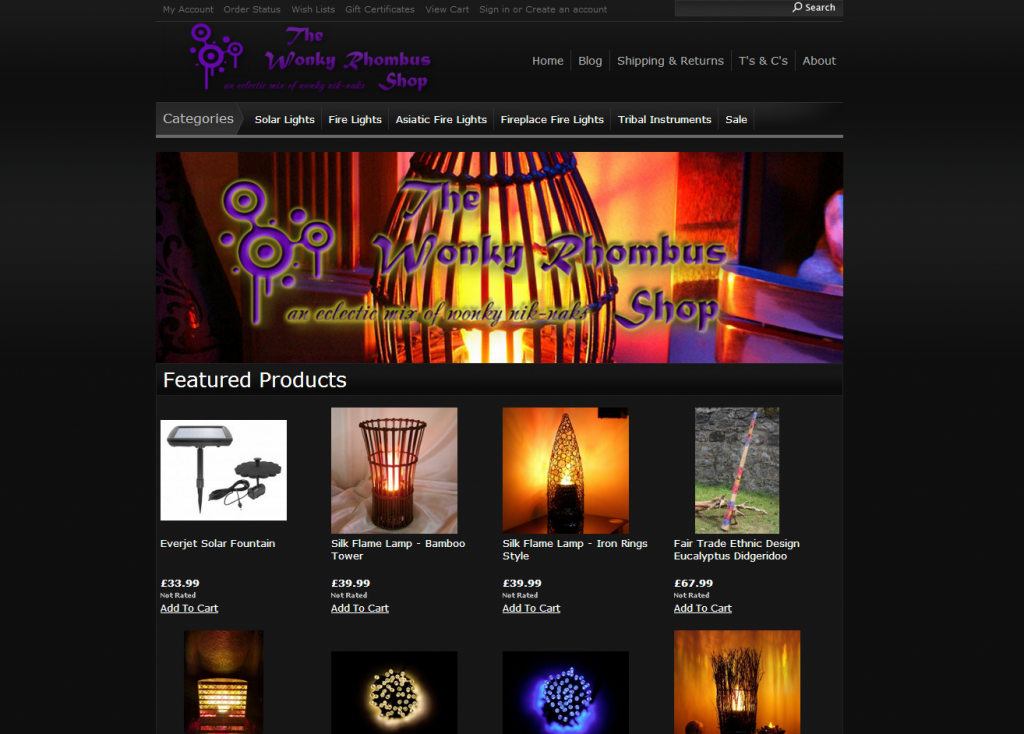 My Account Order Status Wish Lists Gift Certificates View Cart Sign in or Create an account
Search
The
Wonky Rhombus
Shop
an eclectic mix of wonky nik-naks
Home Blog Shipping & Returns T's & C's About
Categories Solar Lights Fire Lights Asiatic Fire Lights Fireplace Fire Lights Tribal Instruments Sale
The
Wonky Rhombus
Shop
an eclectic mix of wonky nik-naks
Featured Products
Everjet Solar Fountain
£33.99
Not Rated
Add To Cart
Silk Flame Lamp - Bamboo
Tower
£39.99
Not Rated
Add To Cart
Silk Flame Lamp - Iron Rings
Style
£39.99
Not Rated
Add To Cart
Fair Trade Ethnic Design
Eucalyptus Didgeridoo
£67.99
Not Rated
Add To Cart